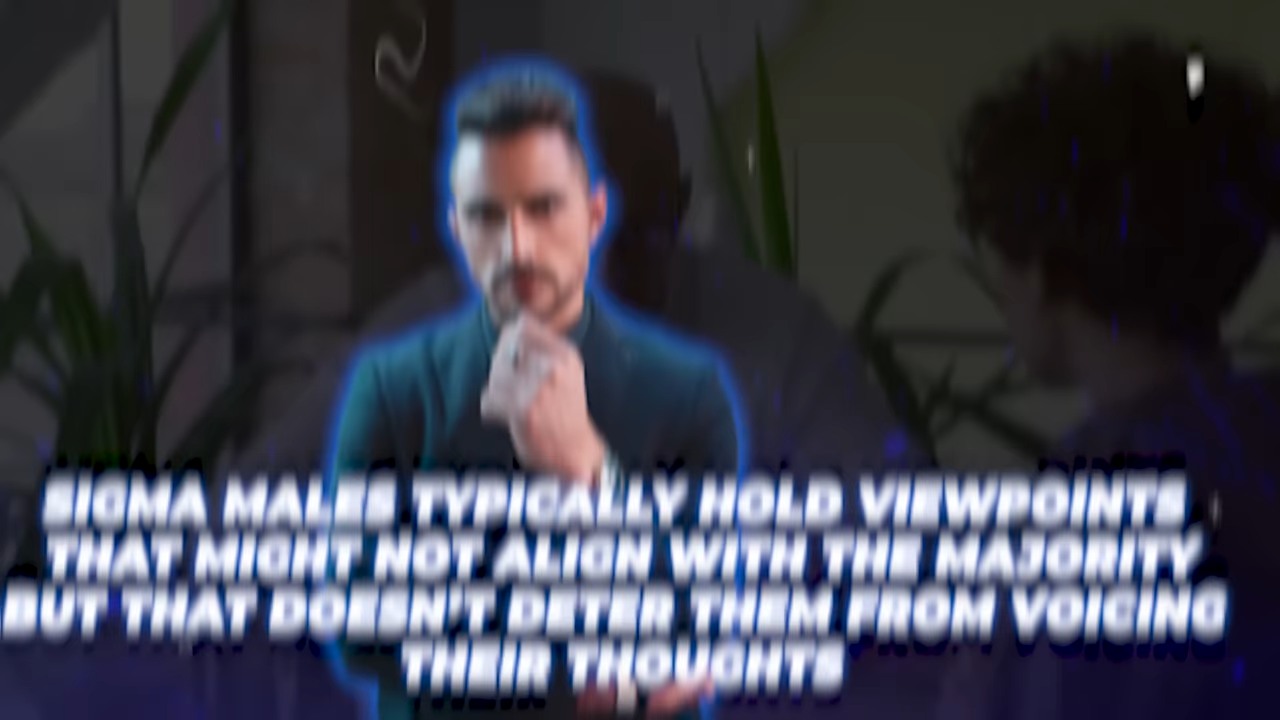 SIGMA MALES TYPICALLY HOLD VIEWPOINTS
THAT MIGHT NOT ALIGN WITH THE MAJORITY
BUT THAT DOESN'T DETER THEM FROM VOICING
THEIR THOUGHTS